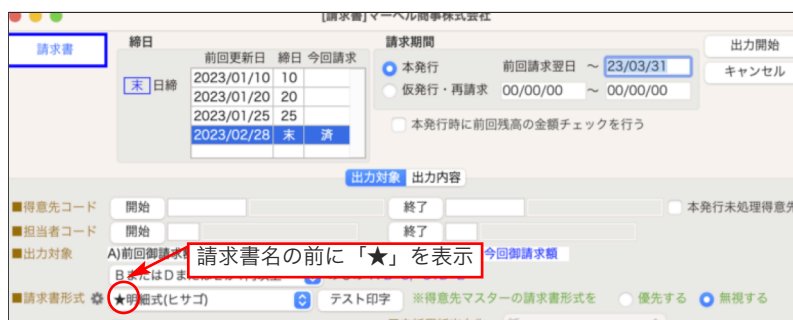 [請求書]マーベル商事株式会社
請求書
締日
前回更新日 締日 今回請求
末 日締
2023/01/10 10
2023/01/20 20
2023/01/25 25
2023/02/28 末 済
請求期間
本発行 前回請求翌日 ～ 23/03/31
仮発行・再請求 00/00/00 ～ 00/00/00
本発行時に前回残高の金額チェックを行う
出力開始
キャンセル
出力対象 出力内容
■得意先コード 開始 終了 本発行未処理得意先
■担当者コード 開始 終了
■出力対象 A)前回御請求 今回御請求額
請求書名の前に「★」を表示
BまたはDま
■請求書形式 ★明細式(ヒサゴ) テスト印字 ※得意先マスターの請求書形式を 優先する 無視する